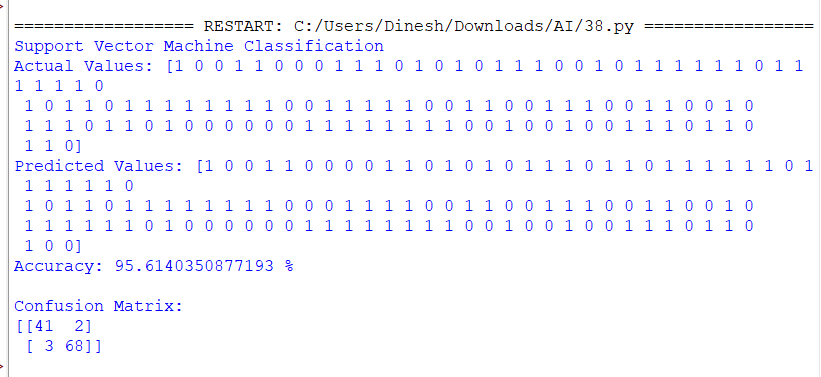 =================== RESTART: C:/Users/Dinesh/Downloads/AI/38.py =================
Support Vector Machine Classification
Actual Values: [1 0 0 1 1 0 0 0 1 1 1 0 1 0 1 0 1 1 1 0 0 1 0 1 1 1 1 1 1 0 1 1
1 1 1 1 0
1 0 1 1 0 1 1 1 1 1 1 1 1 0 0 1 1 1 1 1 0 0 1 1 0 0 1 1 1 0 0 1 1 0 0 1 0
1 1 1 0 1 1 0 1 0 0 0 0 0 0 1 1 1 1 1 1 1 1 0 0 1 0 0 1 0 0 1 1 1 0 1 1 0
1 1 0]
Predicted Values: [1 0 0 1 1 0 0 0 0 1 1 0 1 0 1 0 1 1 1 0 1 1 0 1 1 1 1 1 1 0 1
1 1 1 1 1 0
1 0 1 1 0 1 1 1 1 1 1 1 1 0 0 0 1 1 1 1 0 0 1 1 0 0 1 1 1 0 0 1 1 0 0 1 0
1 1 1 1 1 1 0 1 0 0 0 0 0 0 1 1 1 1 1 1 1 1 0 0 1 0 0 1 0 0 1 1 1 0 1 1 0
1 0 0]
Accuracy: 95.6140350877193 %
Confusion Matrix:
[[41  2]
[ 3 68]]